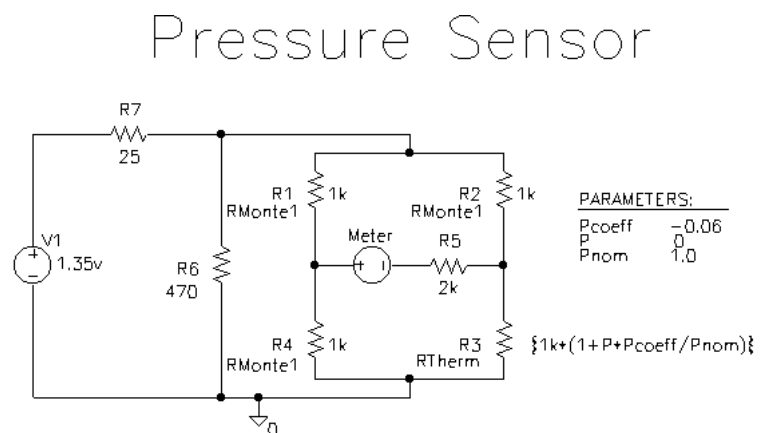 Pressure Sensor
R7
25
R1
1k
RMonte1
R2
1k
RMonte1
PARAMETERS:
Pcoeff -0.06
P 0
Pnom 1.0
V1
+
-
1.35v
R6
470
Meter
+ -
R5
2k
R4
1k
RMonte1
R3
RTherm
{1k*(1+P*Pcoeff/Pnom)}
0